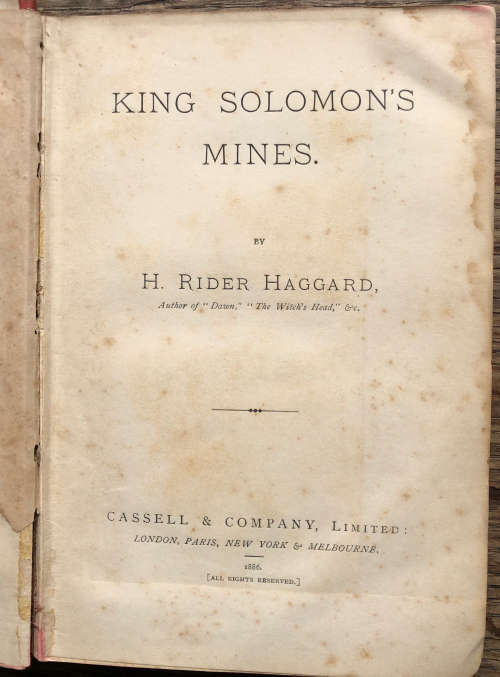 KING SOLOMON'S
MINES.
BY
H. RIDER HAGGARD,
Author of "Dawn," "The Witch's Head," &c.
CASSELL & COMPANY, LIMITED:
LONDON, PARIS, NEW YORK & MELBOURNE.
1886.
[ALL RIGHTS RESERVED.]